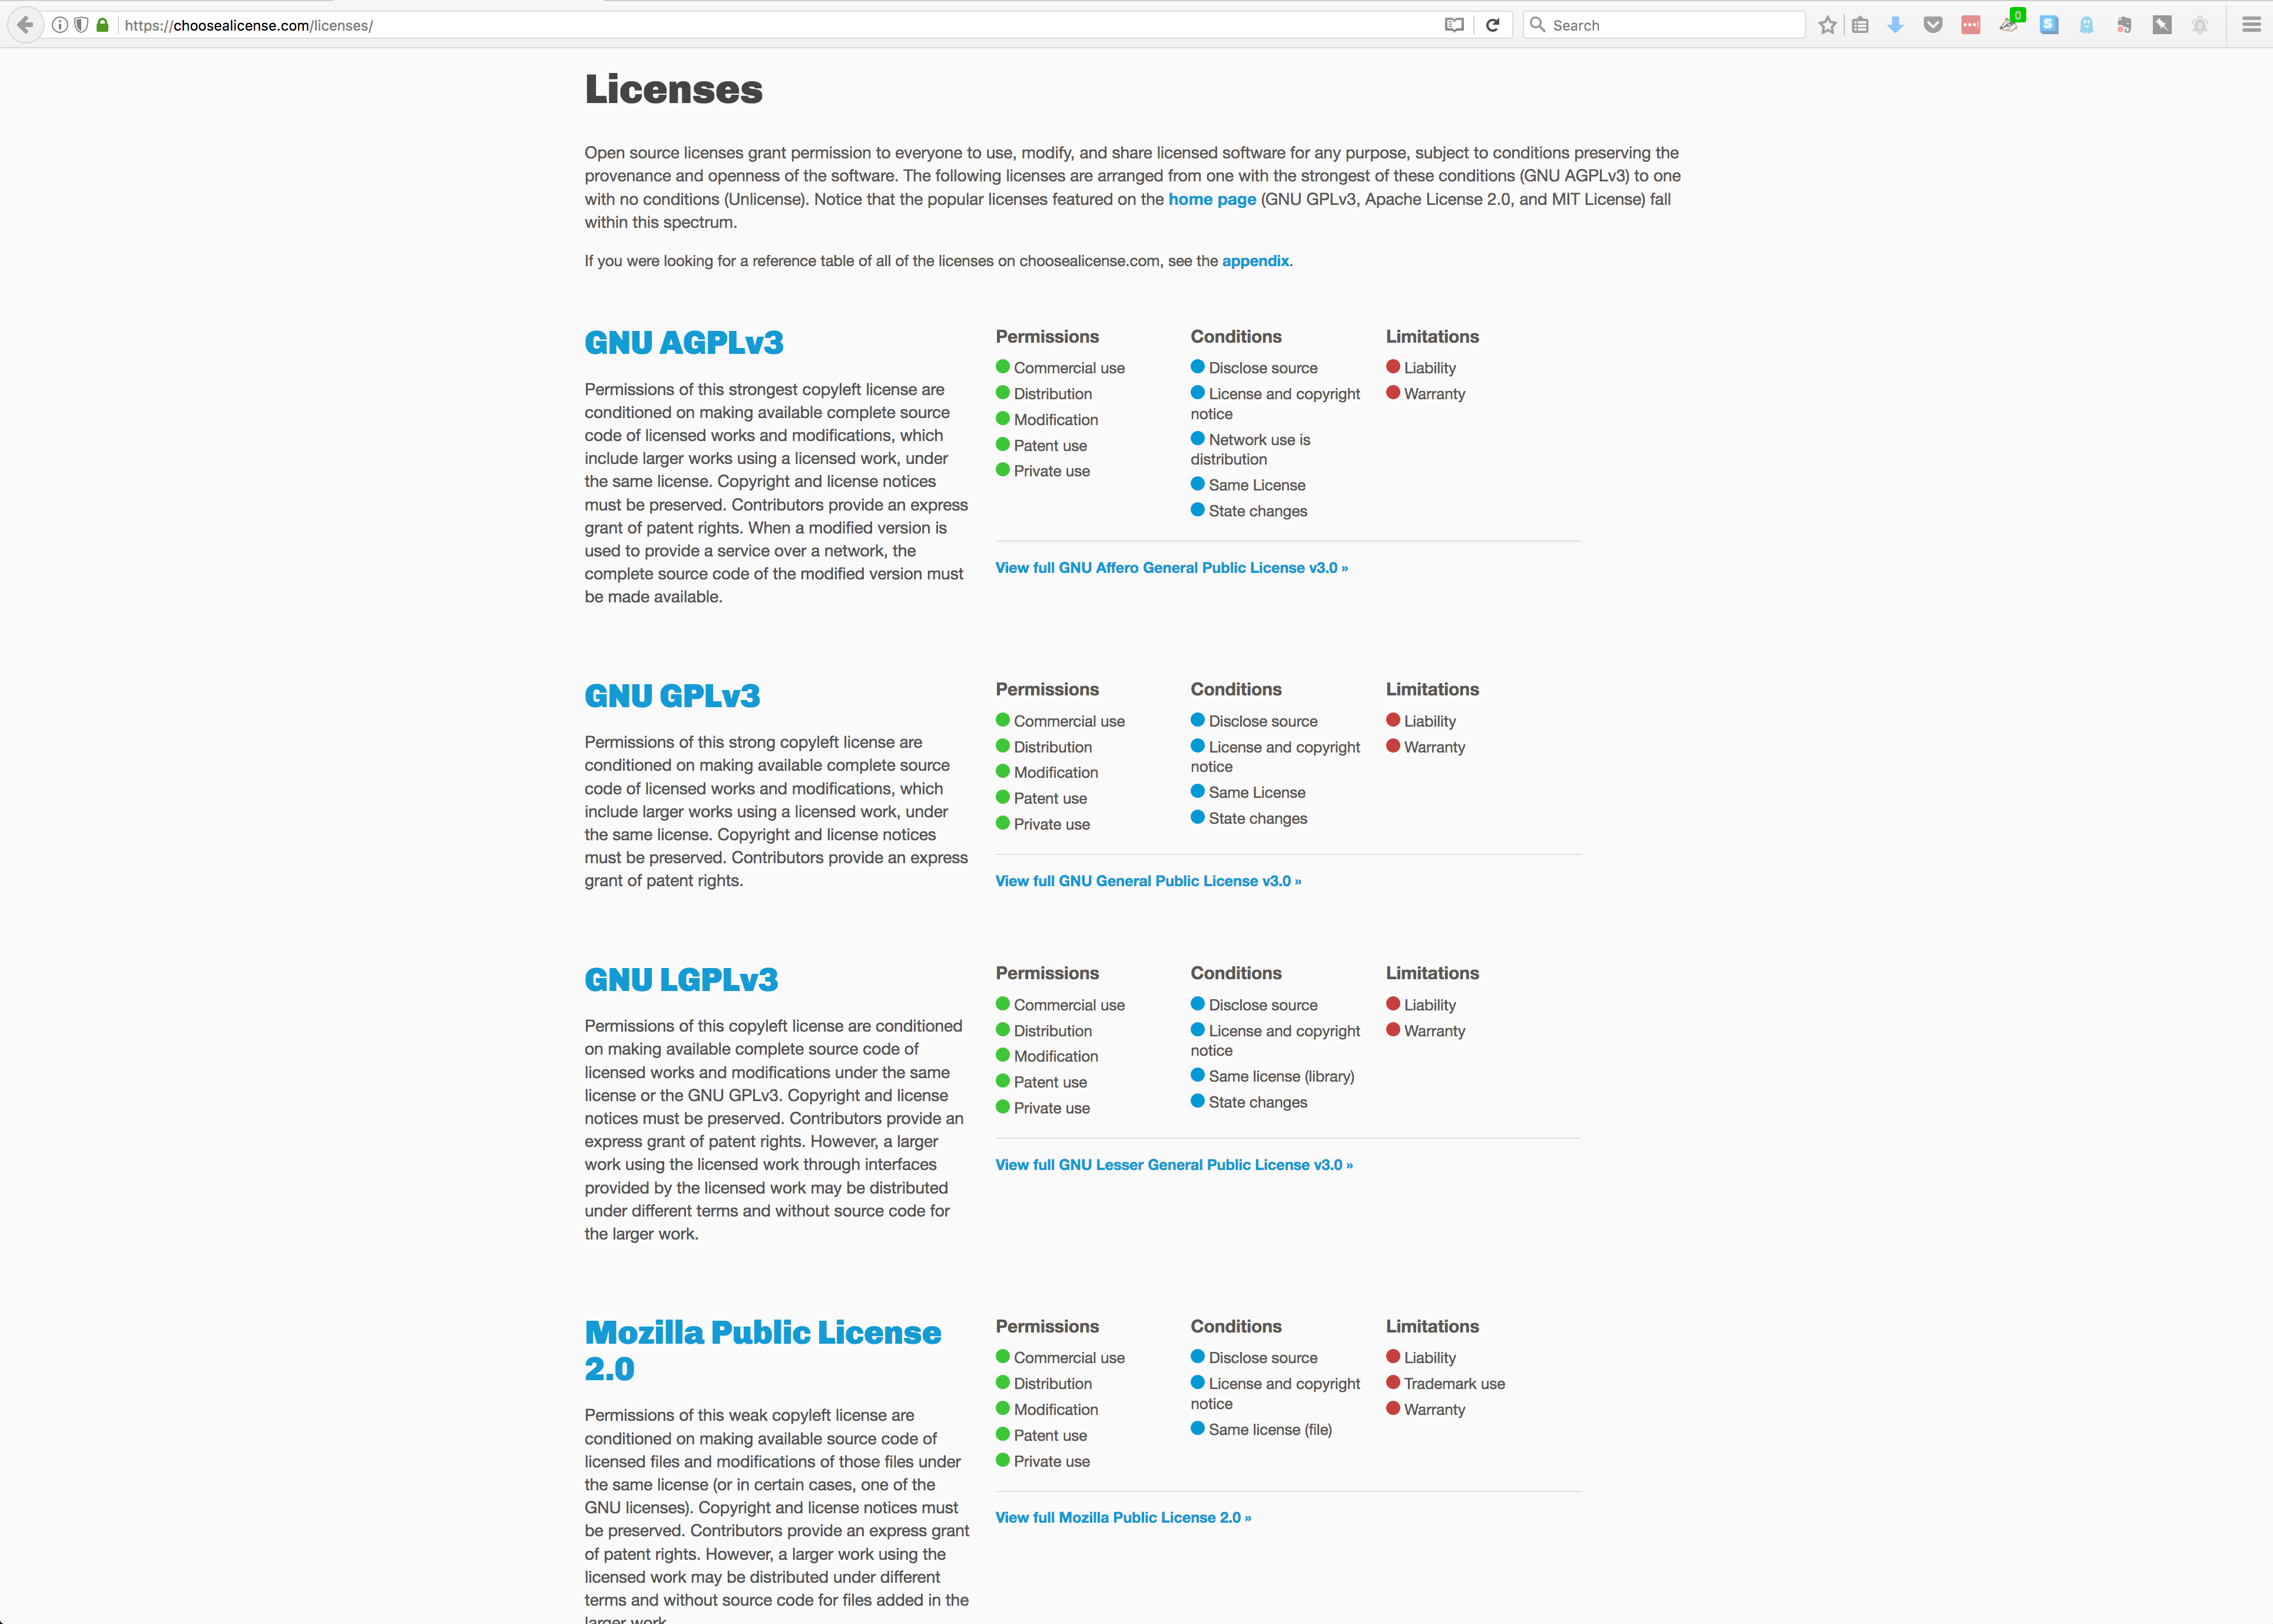 https://choosealicense.com/licenses/
Search
0
S
Licenses
Open source licenses grant permission to everyone to use, modify, and share licensed software for any purpose, subject to conditions preserving the
provenance and openness of the software. The following licenses are arranged from one with the strongest of these conditions (GNU AGPLv3) to one
with no conditions (Unlicense). Notice that the popular licenses featured on the home page (GNU GPLv3, Apache License 2.0, and MIT License) fall
within this spectrum.
If you were looking for a reference table of all of the licenses on choosealicense.com, see the appendix.
GNU AGPLv3
Permissions of this strongest copyleft license are
conditioned on making available complete source
code of licensed works and modifications, which
include larger works using a licensed work, under
the same license. Copyright and license notices
must be preserved. Contributors provide an express
grant of patent rights. When a modified version is
used to provide a service over a network, the
complete source code of the modified version must
be made available.
Permissions
Commercial use
Distribution
Modification
Patent use
Private use
Conditions
Disclose source
License and copyright
notice
Network use is
distribution
Same License
State changes
Limitations
Liability
Warranty
View full GNU Affero General Public License v3.0 »
GNU GPLv3
Permissions of this strong copyleft license are
conditioned on making available complete source
code of licensed works and modifications, which
include larger works using a licensed work, under
the same license. Copyright and license notices
must be preserved. Contributors provide an express
grant of patent rights.
Permissions
Commercial use
Distribution
Modification
Patent use
Private use
Conditions
Disclose source
License and copyright
notice
Same License
State changes
Limitations
Liability
Warranty
View full GNU General Public License v3.0 »
GNU LGPLv3
Permissions of this copyleft license are conditioned
on making available complete source code of
licensed works and modifications under the same
license or the GNU GPLv3. Copyright and license
notices must be preserved. Contributors provide an
express grant of patent rights. However, a larger
work using the licensed work through interfaces
provided by the licensed work may be distributed
under different terms and without source code for
the larger work.
Permissions
Commercial use
Distribution
Modification
Patent use
Private use
Conditions
Disclose source
License and copyright
notice
Same license (library)
State changes
Limitations
Liability
Warranty
View full GNU Lesser General Public License v3.0 »
Mozilla Public License
2.0
Permissions of this weak copyleft license are
conditioned on making available source code of
licensed files and modifications of those files under
the same license (or in certain cases, one of the
GNU licenses). Copyright and license notices must
be preserved. Contributors provide an express grant
of patent rights. However, a larger work using the
licensed work may be distributed under different
terms and without source code for files added in the
larger work.
Permissions
Commercial use
Distribution
Modification
Patent use
Private use
Conditions
Disclose source
License and copyright
notice
Same license (file)
Limitations
Liability
Trademark use
Warranty
View full Mozilla Public License 2.0 »